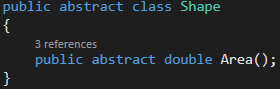 public abstract class Shape
{
3 references
public abstract double Area();
}